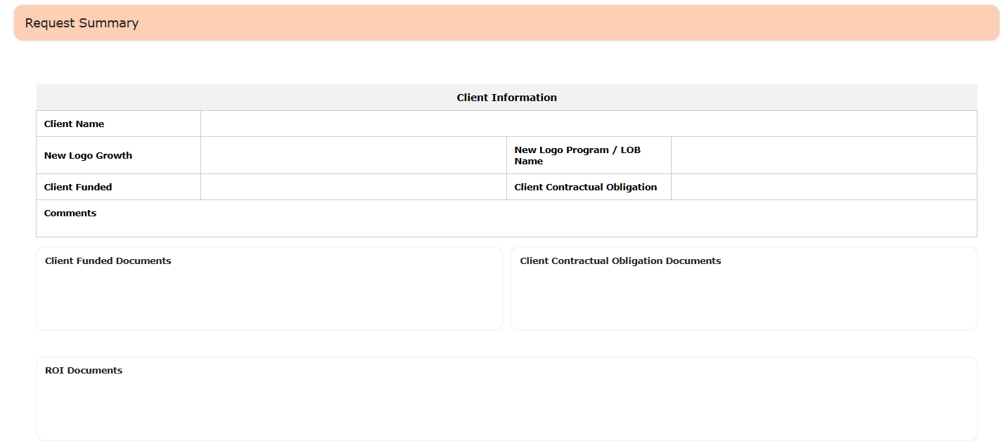 Request Summary
Client Information
Client Name
New Logo Growth
New Logo Program / LOB
Name
Client Funded
Client Contractual Obligation
Comments
Client Funded Documents
Client Contractual Obligation Documents
ROI Documents